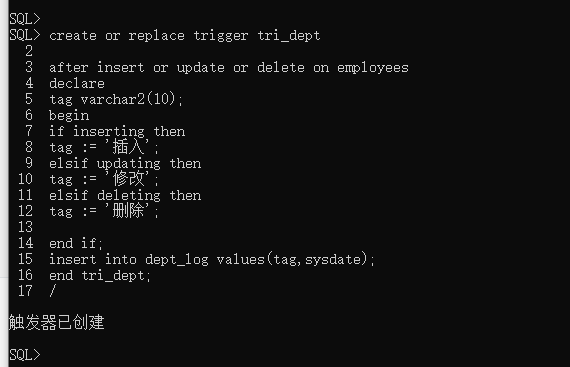 SQL>
SQL> create or replace trigger tri_dept
2
3 after insert or update or delete on employees
4 declare
5 tag varchar2(10);
6 begin
7 if inserting then
8 tag := '插入';
9 elsif updating then
10 tag := '修改';
11 elsif deleting then
12 tag := '删除';
13
14 end if;
15 insert into dept_log values(tag,sysdate);
16 end tri_dept;
17 /
触发器已创建
SQL>